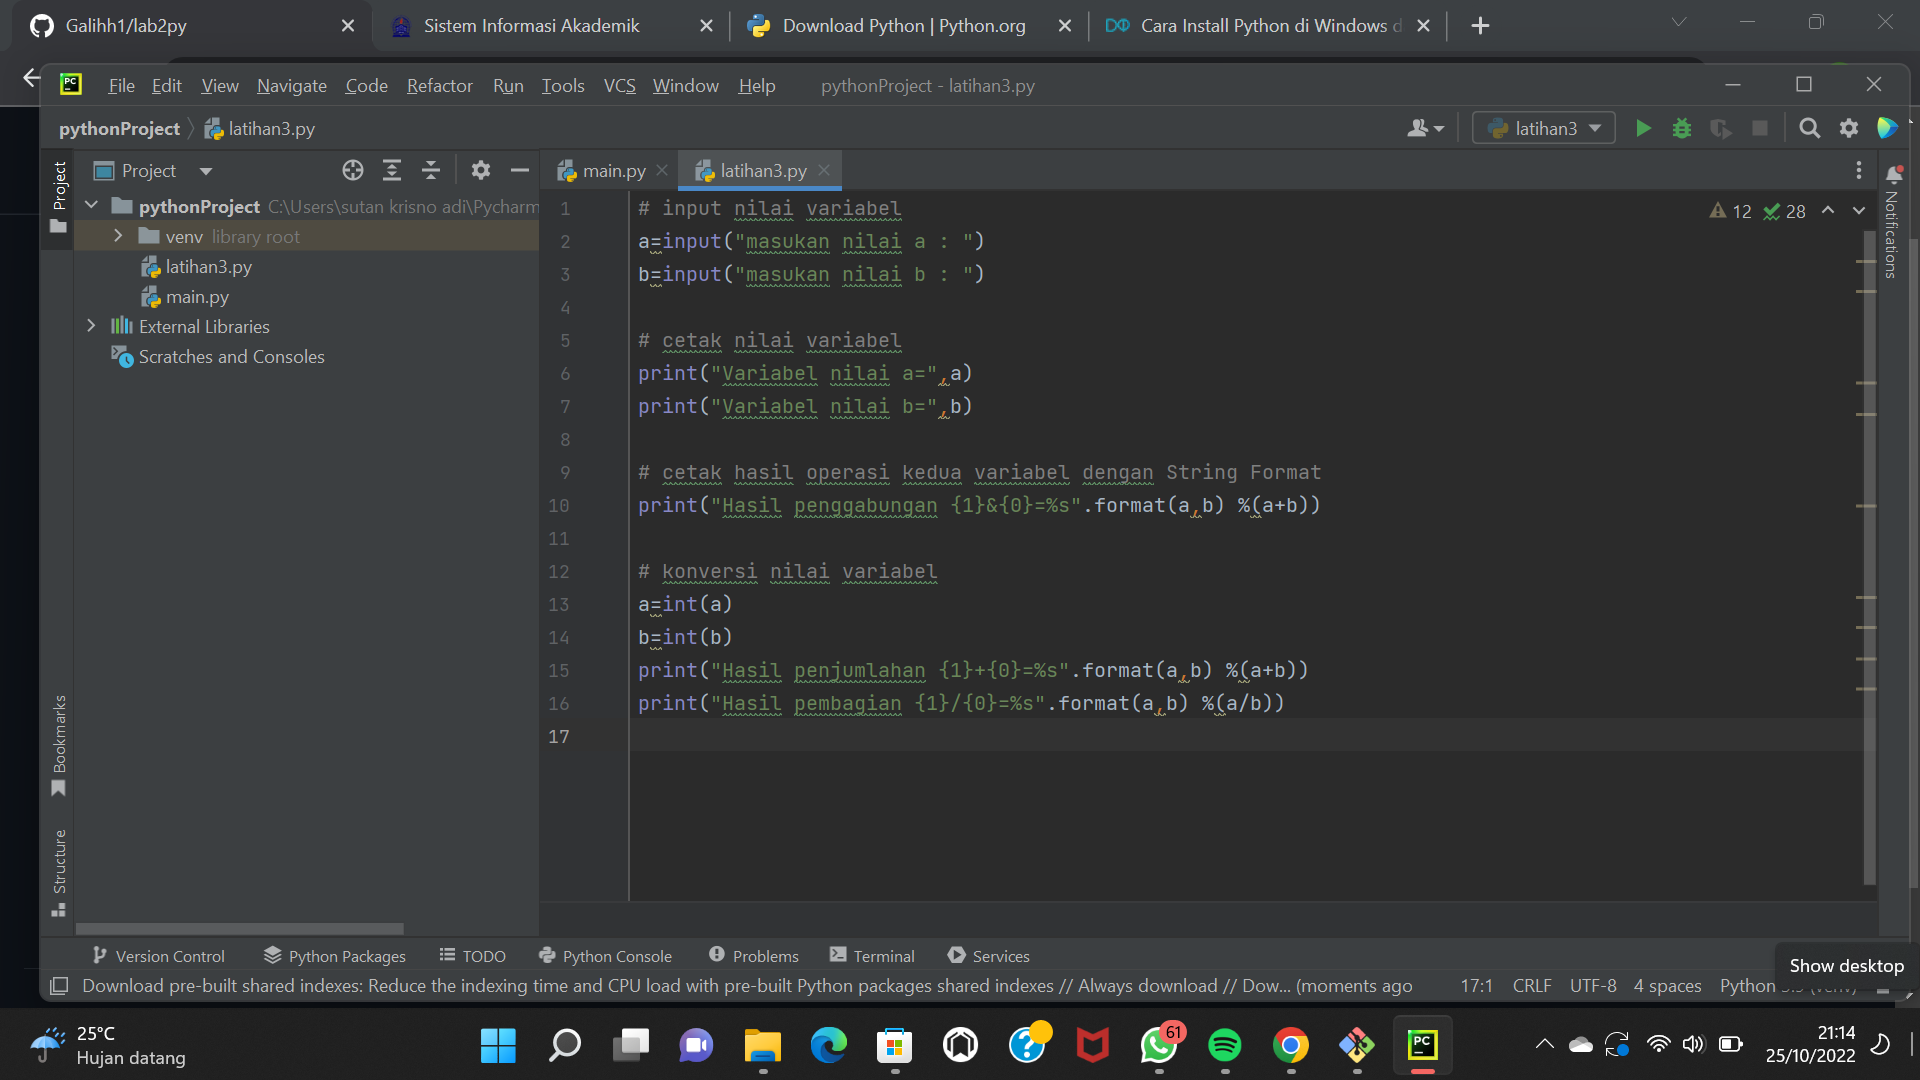 Galihh1/lab2py
Sistem Informasi Akademik
Download Python | Python.org
Cara Install Python di Windows d
File Edit View Navigate Code Refactor Run Tools VCS Window Help pythonProject - latihan3.py
pythonProject latihan3.py
latihan3
Project
Project
main.py
latihan3.py
Notifications
pythonProject C:\Users\sutan krisno adi\Pycharm
venv library root
latihan3.py
main.py
External Libraries
Scratches and Consoles
12 28
1 # input nilai variabel
2 a=input("masukan nilai a : ")
3 b=input("masukan nilai b : ")
4
5 # cetak nilai variabel
6 print("Variabel nilai a=",a)
7 print("Variabel nilai b=",b)
8
9 # cetak hasil operasi kedua variabel dengan String Format
10 print("Hasil penggabungan {1}&{0}=%s".format(a,b) %(a+b))
11
12 # konversi nilai variabel
13 a=int(a)
14 b=int(b)
15 print("Hasil penjumlahan {1}+{0}=%s".format(a,b) %(a+b))
16 print("Hasil pembagian {1}/{0}=%s".format(a,b) %(a/b))
17
Bookmarks
Structure
Version Control Python Packages TODO Python Console Problems Terminal Services
Show desktop
Download pre-built shared indexes: Reduce the indexing time and CPU load with pre-built Python packages shared indexes // Always download // Dow... (moments ago 17:1 CRLF UTF-8 4 spaces Python
25°C
Hujan datang
61
21:14
25/10/2022